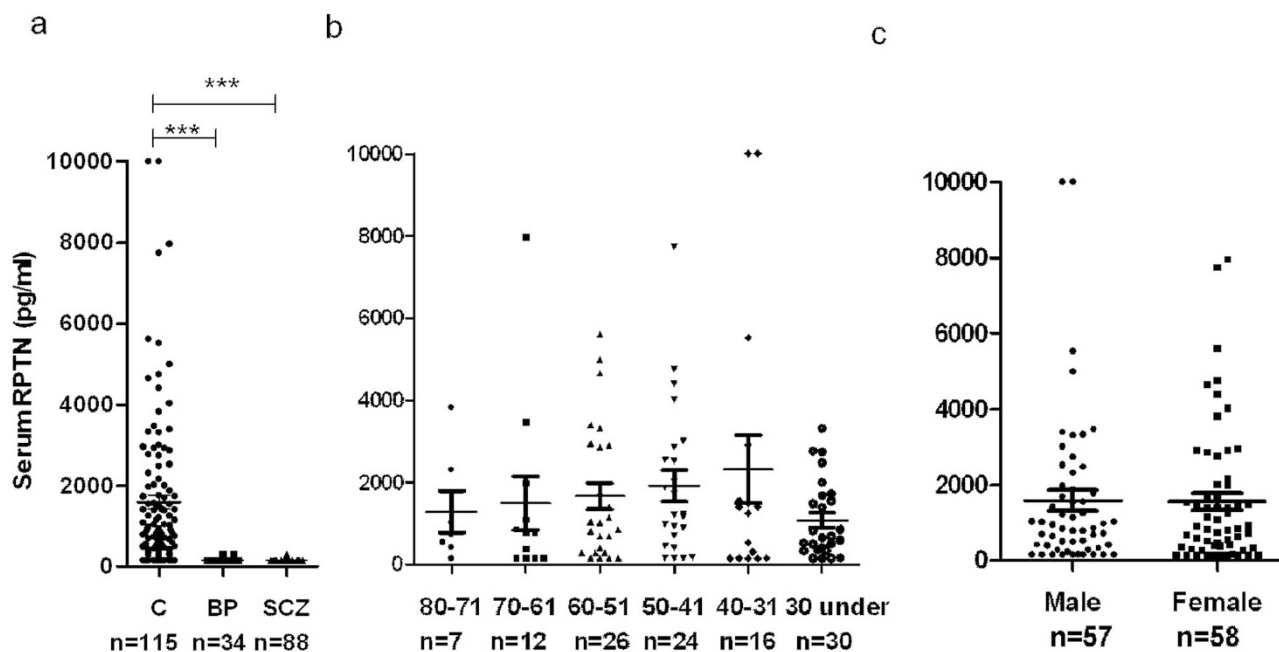 a
b
c
***
***
Serum RPTN (pg/ml)
10000
8000
6000
4000
2000
0
C BP SCZ
n=115 n=34 n=88
10000
8000
6000
4000
2000
0
80-71 70-61 60-51 50-41 40-31 30 under
n=7 n=12 n=26 n=24 n=16 n=30
10000
8000
6000
4000
2000
0
Male Female
n=57 n=58